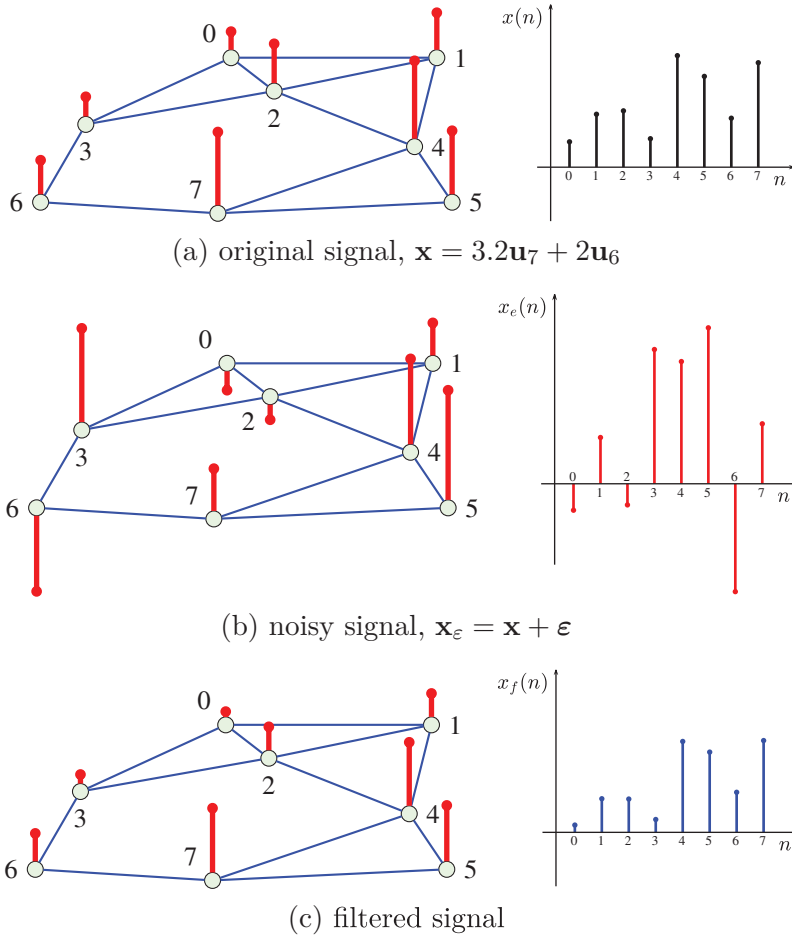 0
1
2
3
4
5
6
7
x(n)
0 1 2 3 4 5 6 7
n
(a) original signal, x = 3.2u₇ + 2u₆
0
1
2
3
4
5
6
7
xₑ(n)
0 1 2 3 4 5 6 7
n
(b) noisy signal, x_ε = x + ε
0
1
2
3
4
5
6
7
x_f(n)
0 1 2 3 4 5 6 7
n
(c) filtered signal